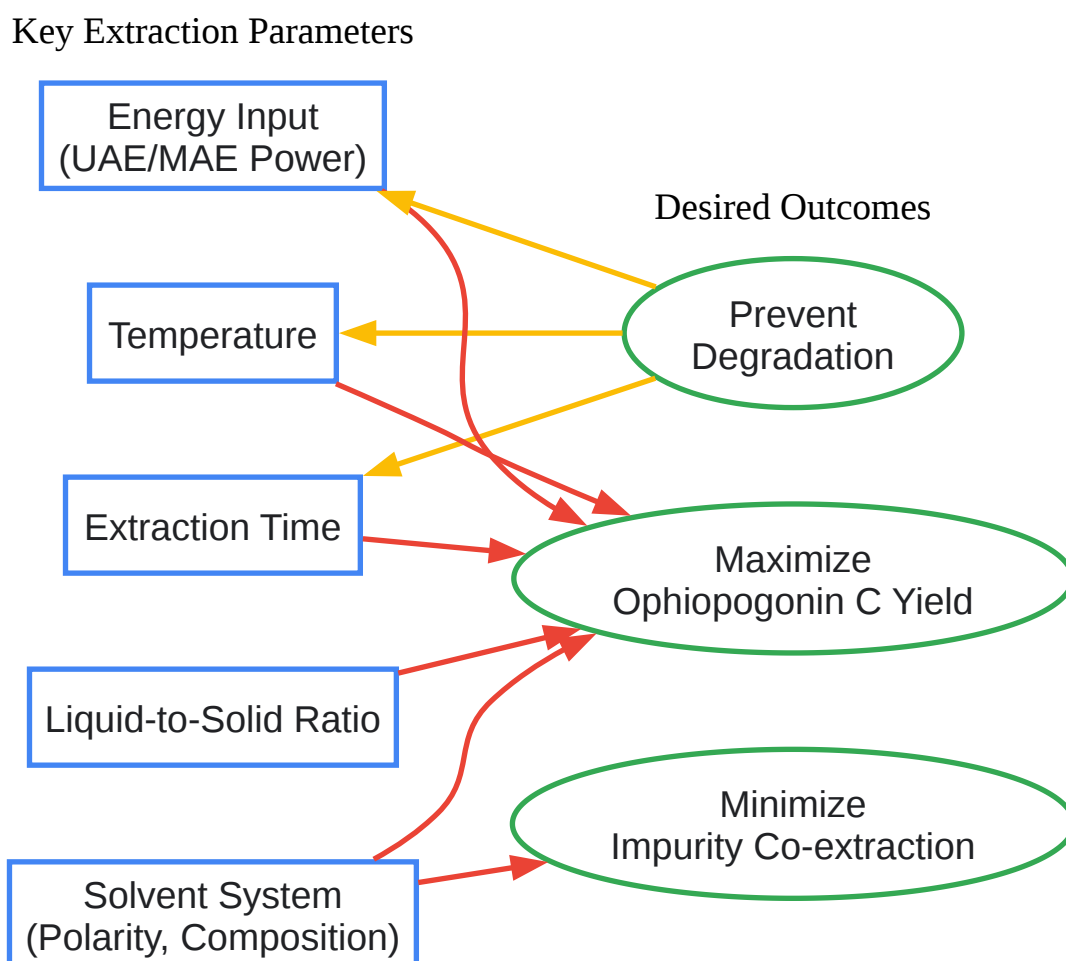 Key Extraction Parameters
Energy Input
(UAE/MAE Power)
Desired Outcomes
Prevent
Degradation
Temperature
Extraction Time
Maximize
Ophiopogonin C Yield
Liquid-to-Solid Ratio
Minimize
Impurity Co-extraction
Solvent System
(Polarity, Composition)